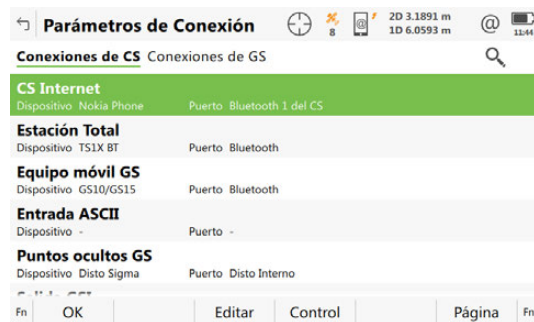 Parámetros de Conexión 8 @ 2D 3.1891 m @
1D 6.0593 m 11:44
Conexiones de CS Conexiones de GS
CS Internet
Dispositivo Nokia Phone Puerto Bluetooth 1 del CS
Estación Total
Dispositivo TS1X BT Puerto Bluetooth
Equipo móvil GS
Dispositivo GS10/GS15 Puerto Bluetooth
Entrada ASCII
Dispositivo - Puerto -
Puntos ocultos GS
Dispositivo Disto Sigma Puerto Disto Interno
Fn OK Editar Control Página Fn